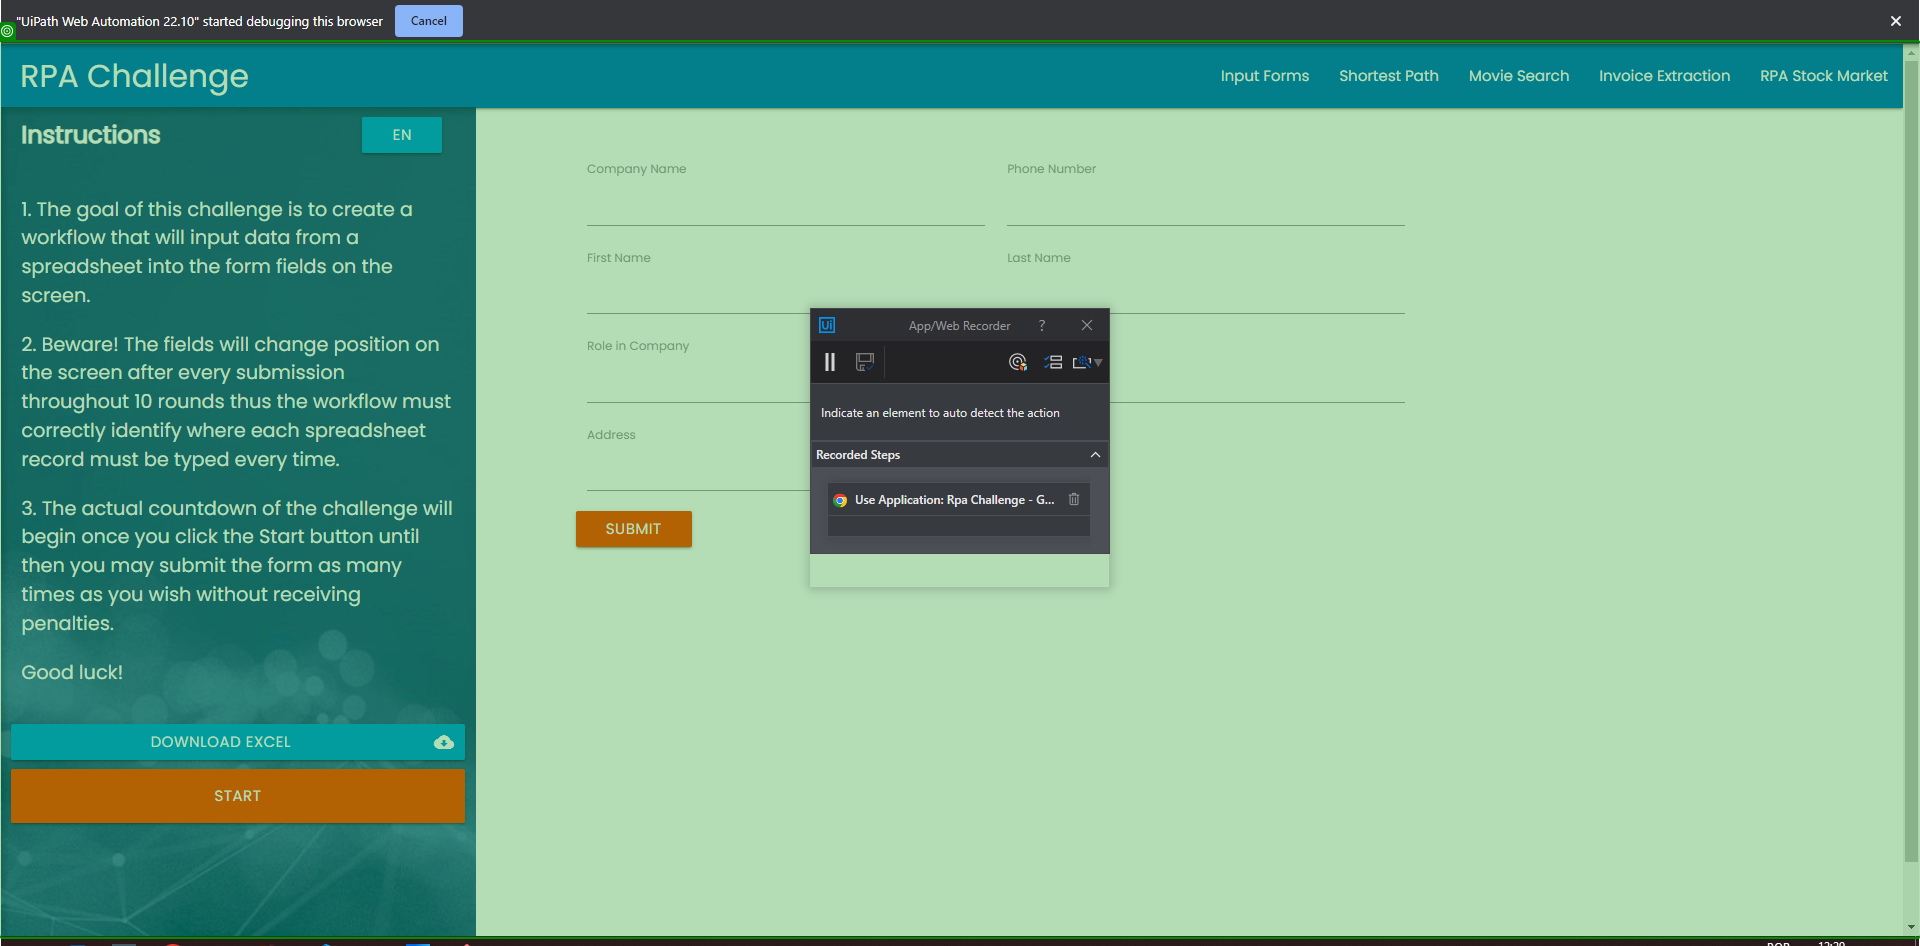 "UiPath Web Automation 22.10" started debugging this browser
Cancel
RPA Challenge
Input Forms
Shortest Path
Movie Search
Invoice Extraction
RPA Stock Market
Instructions
EN
1. The goal of this challenge is to create a
workflow that will input data from a
spreadsheet into the form fields on the
screen.
2. Beware! The fields will change position on
the screen after every submission
throughout 10 rounds thus the workflow must
correctly identify where each spreadsheet
record must be typed every time.
3. The actual countdown of the challenge will
begin once you click the Start button until
then you may submit the form as many
times as you wish without receiving
penalties.
Good luck!
DOWNLOAD EXCEL
START
Company Name
Phone Number
First Name
Last Name
Role in Company
Address
SUBMIT
Ui
App/Web Recorder
?
Indicate an element to auto detect the action
Recorded Steps
Use Application: Rpa Challenge - G...